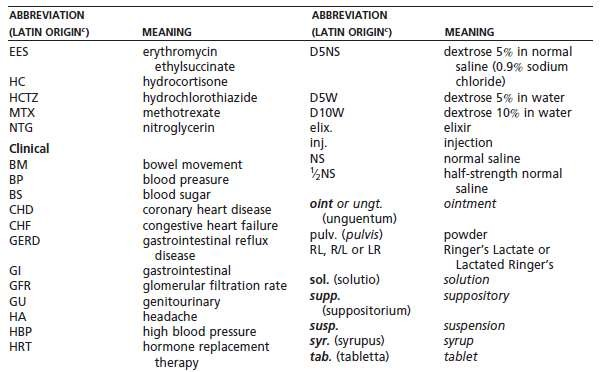 ABBREVIATION
(LATIN ORIGINᶜ) MEANING
EES erythromycin
ethylsuccinate
HC hydrocortisone
HCTZ hydrochlorothiazide
MTX methotrexate
NTG nitroglycerin
Clinical
BM bowel movement
BP blood preasure
BS blood sugar
CHD coronary heart disease
CHF congestive heart failure
GERD gastrointestinal reflux
disease
GI gastrointestinal
GFR glomerular filtration rate
GU genitourinary
HA headache
HBP high blood pressure
HRT hormone replacement
therapy
ABBREVIATION
(LATIN ORIGINᶜ) MEANING
D5NS dextrose 5% in normal
saline (0.9% sodium
chloride)
D5W dextrose 5% in water
D10W dextrose 10% in water
elix. elixir
inj. injection
NS normal saline
½NS half-strength normal
saline
oint or ungt. ointment
(unguentum)
pulv. (pulvis) powder
RL, R/L or LR Ringer's Lactate or
Lactated Ringer's
sol. (solutio) solution
supp. suppository
(suppositorium)
susp. suspension
syr. (syrupus) syrup
tab. (tabletta) tablet